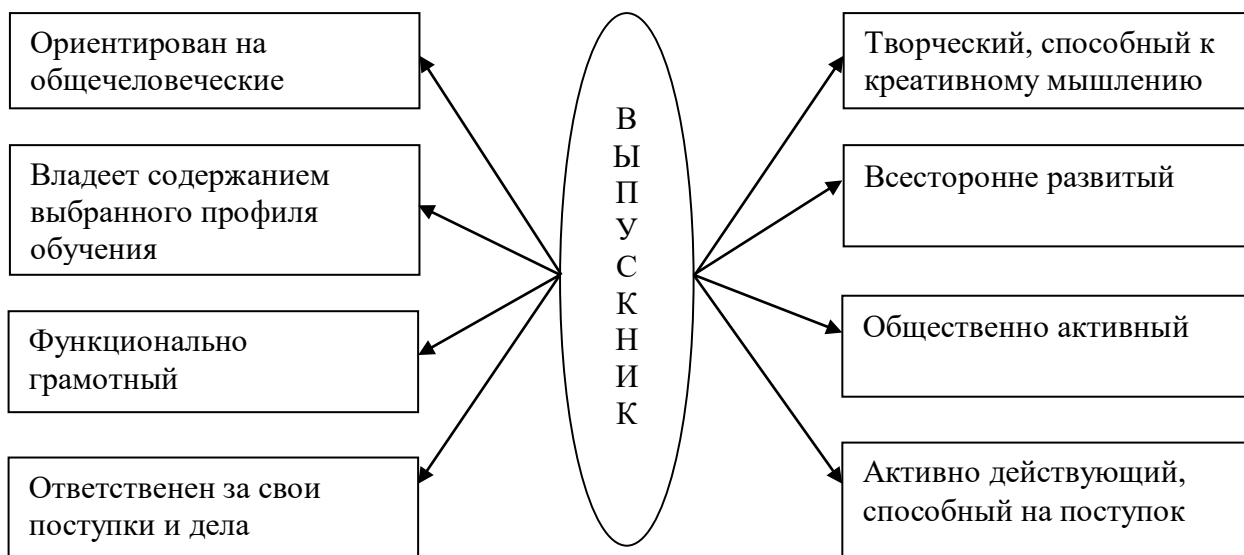 Ориентирован на
общечеловеческие
Владеет содержанием
выбранного профиля
обучения
Функционально
грамотный
Ответственен за свои
поступки и дела
В
Ы
П
У
С
К
Н
И
К
Творческий, способный к
креативному мышлению
Всесторонне развитый
Общественно активный
Активно действующий,
способный на поступок